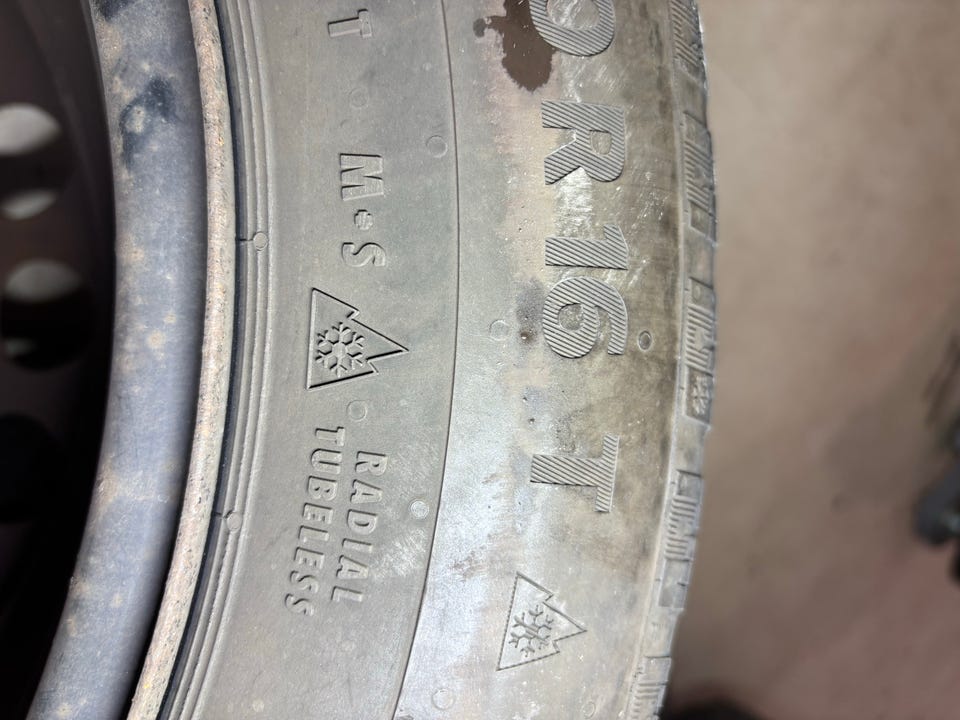 R16 T
T M+S
RADIAL
TUBELESS